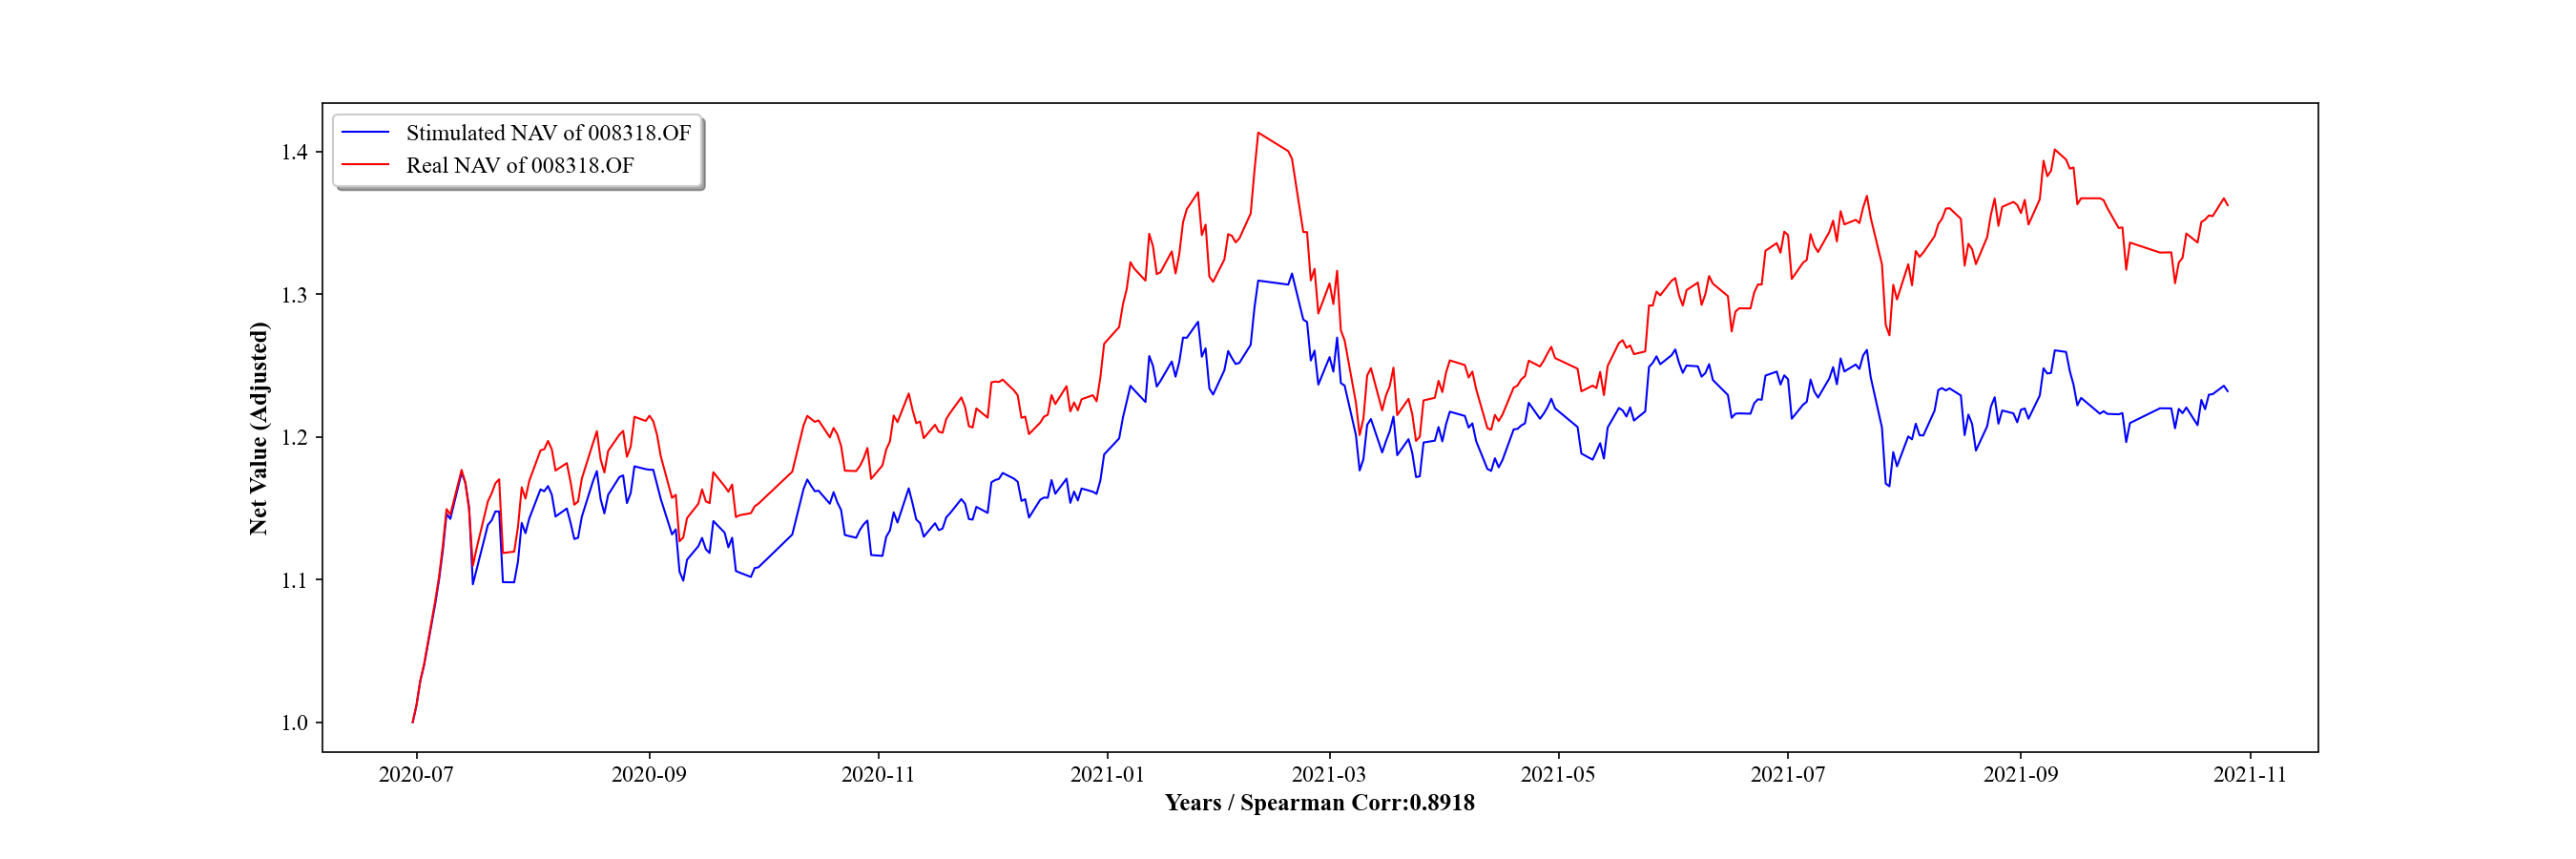 Stimulated NAV of 008318.OF
Real NAV of 008318.OF
1.4
1.3
1.2
1.1
1.0
Net Value (Adjusted)
2020-07 2020-09 2020-11 2021-01 2021-03 2021-05 2021-07 2021-09 2021-11
Years / Spearman Corr:0.8918